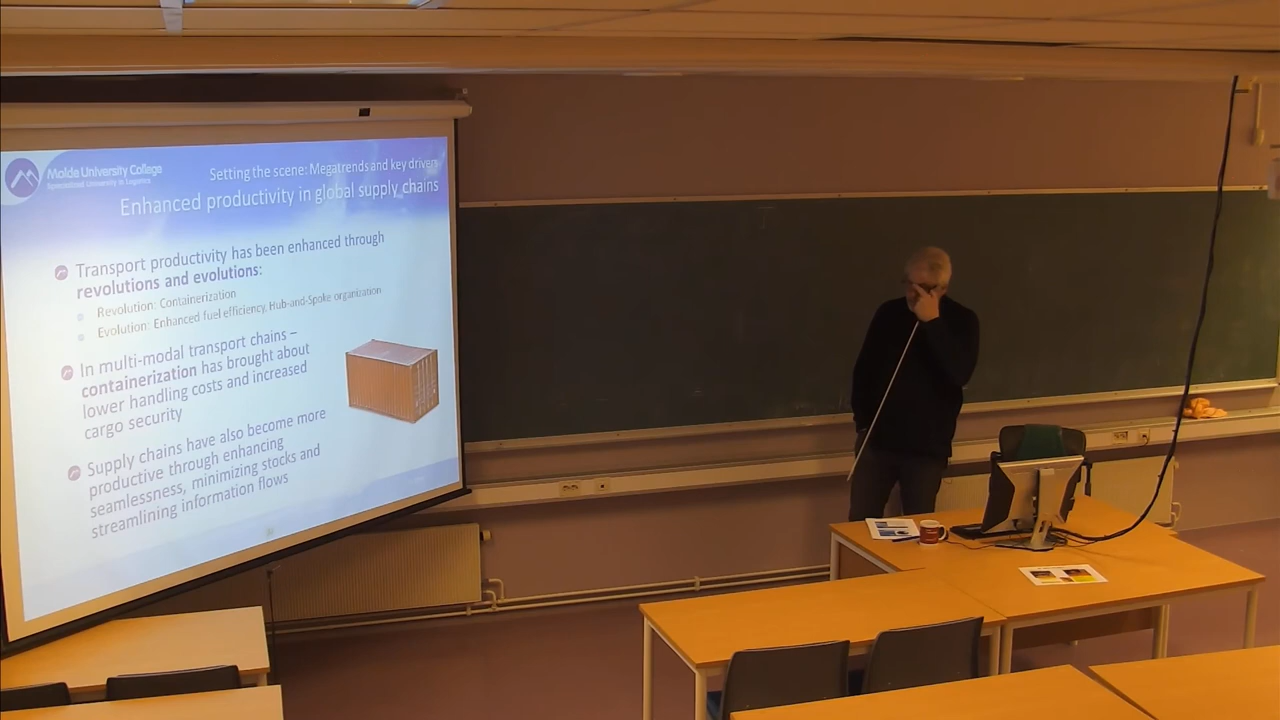 Molde University College
Specialized University in Logistics
Setting the scene: Megatrends and key driven
Enhanced productivity in global supply chains
Transport productivity has been enhanced through
revolutions and evolutions:
Revolution: Containerization
Evolution: Enhanced fuel efficiency, Hub-and-Spoke organization
In multi-modal transport chains –
containerization has brought about
lower handling costs and increased
cargo security
Supply chains have also become more
productive through enhancing
seamlessness, minimizing stocks and
streamlining information flows